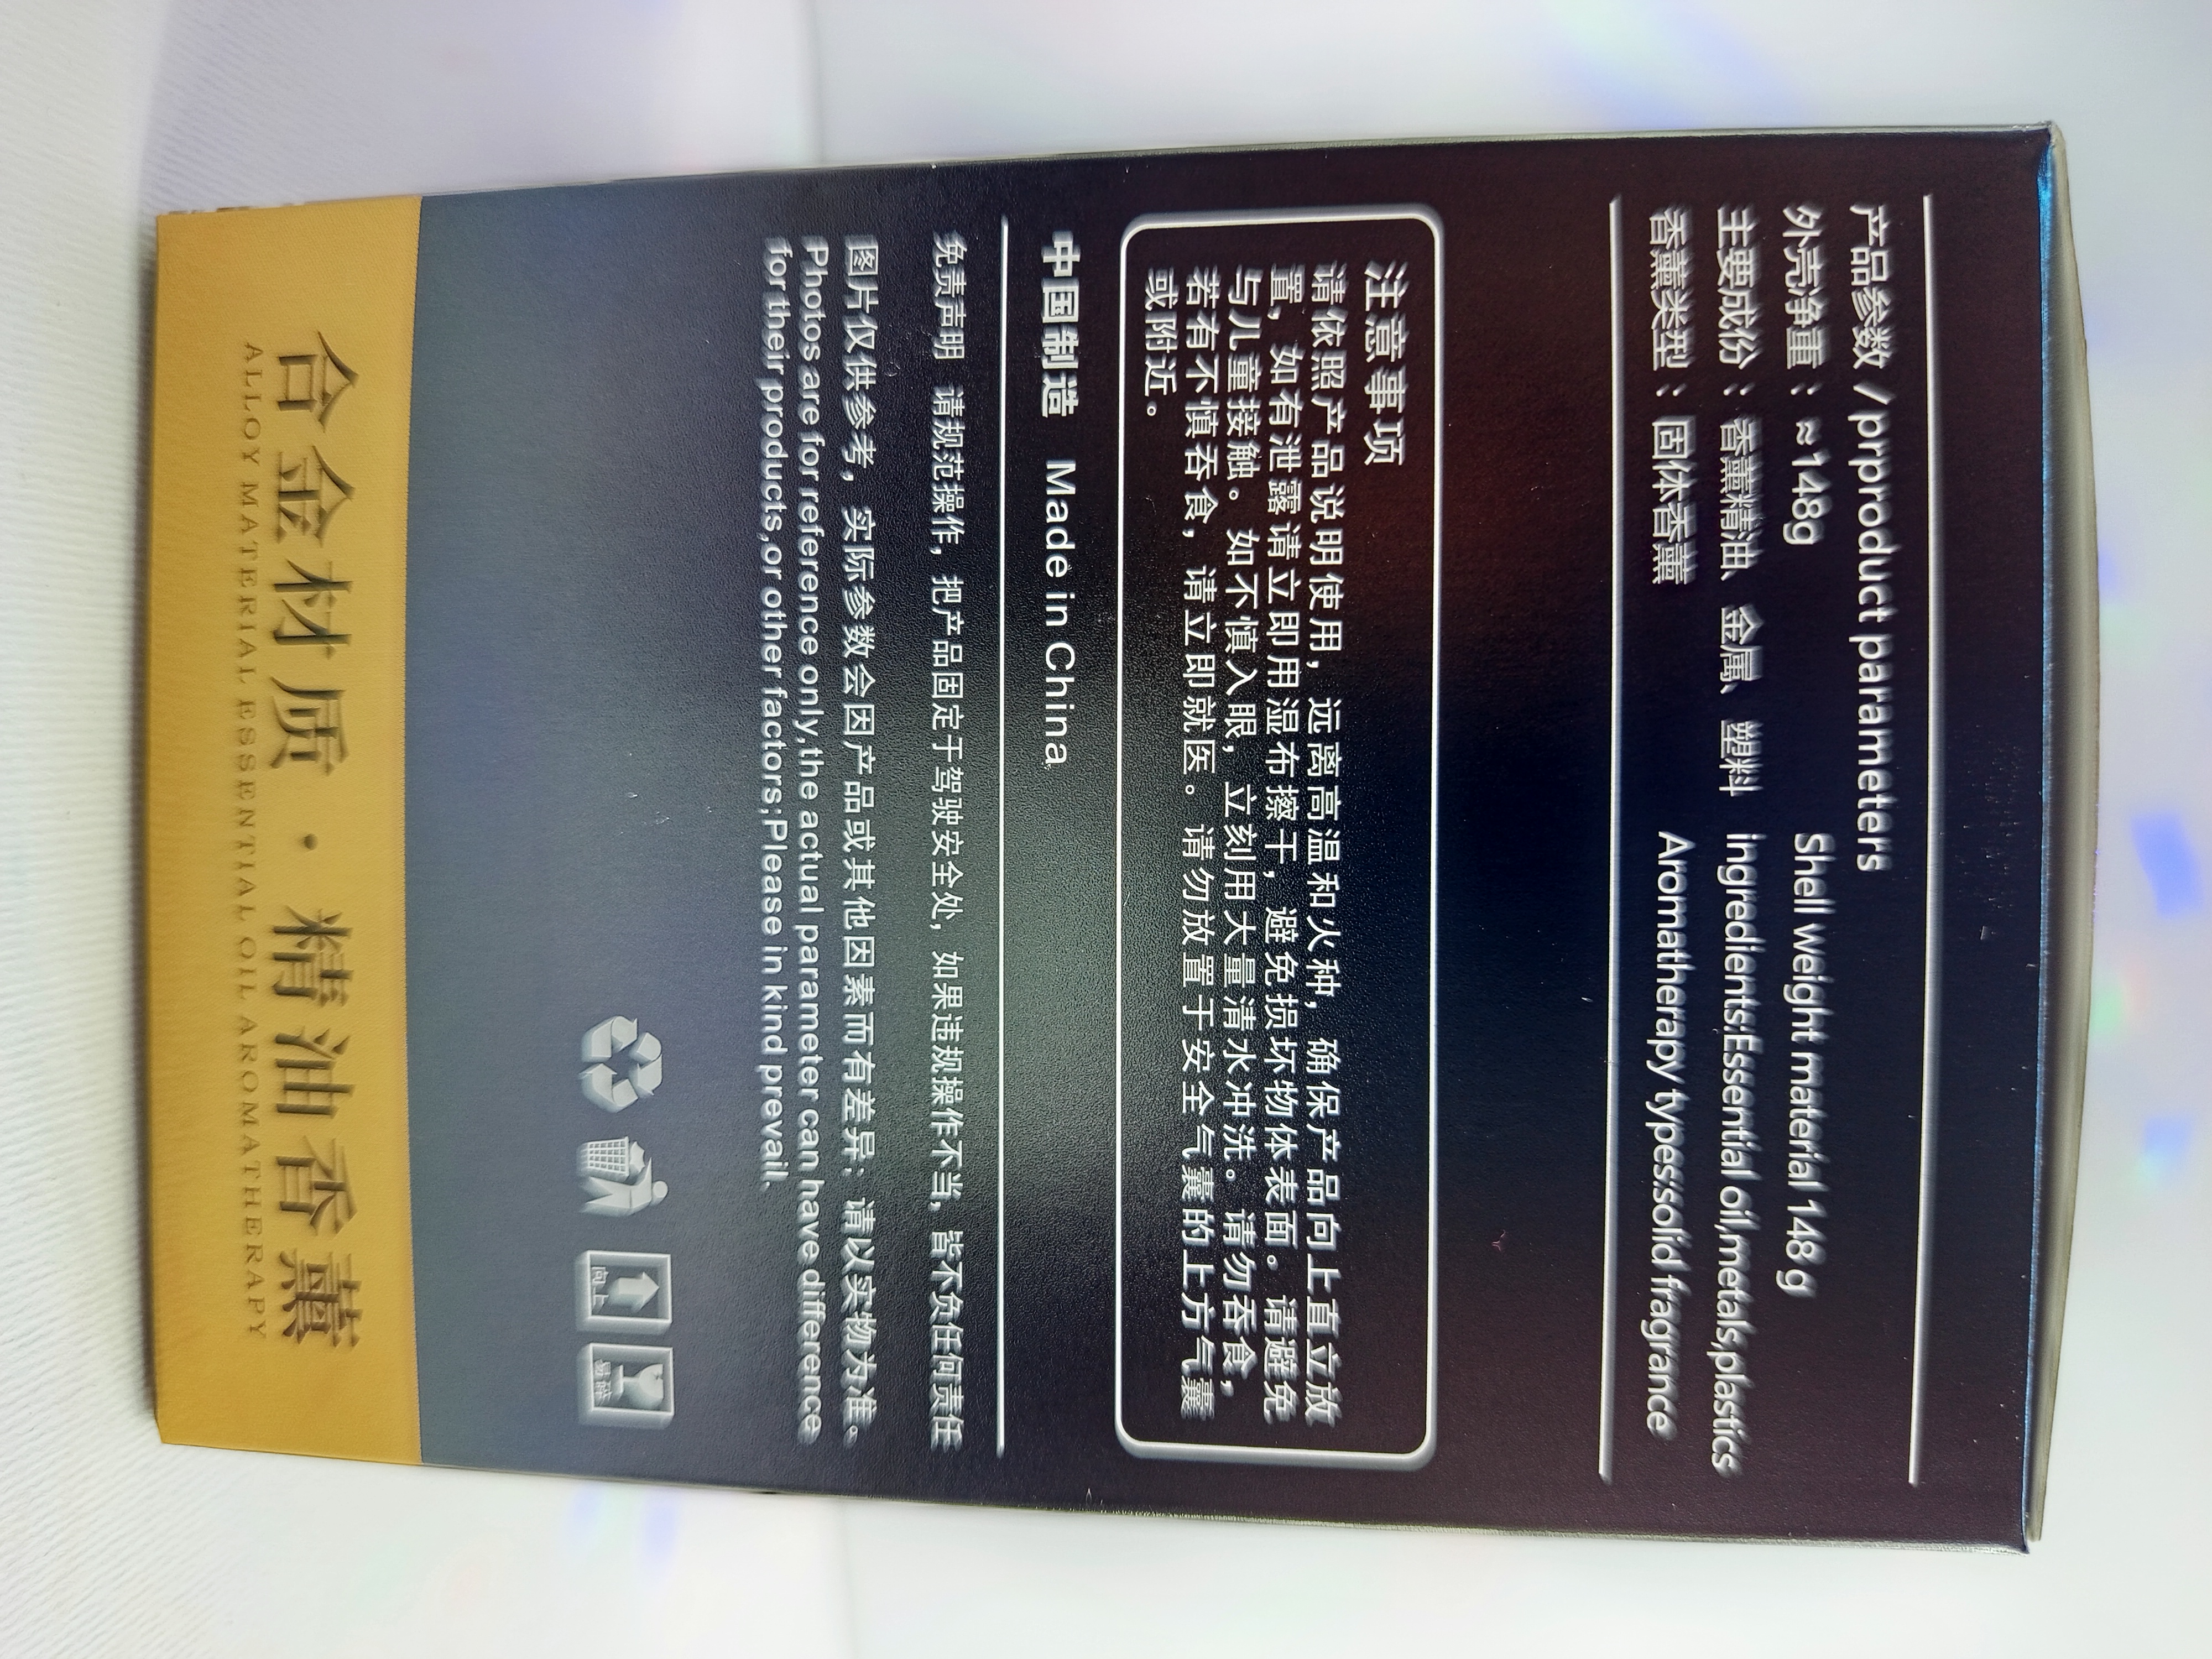 产品参数 /prproduct parameters
外壳净重：≈148g Shell weight material 148 g
主要成份：香薰精油、金属、塑料 ingredients:Essential oil,metals,plastics
香薰类型：固体香薰 Aromatherapy types:solid fragrance
注意事项
请依照产品说明使用，远离高温和火种，确保产品向上直立放
置，如有泄露请立即用湿布擦干，避免损坏物体表面。请避免
与儿童接触。如不慎入眼，立刻用大量清水冲洗。请勿吞食，
若有不慎吞食，请立即就医。请勿放置于安全气囊的上方气囊
或附近。
中国制造 Made in China
免责声明 请规范操作，把产品固定于驾驶安全处，如果违规操作不当，皆不负任何责任
图片仅供参考，实际参数会因产品或其他因素而有差异；请以实物为准。
Photos are for reference only,the actual parameter can have difference
for their products,or other factors;Please in kind prevail.
向上 易碎
合金材质·精油香薰
ALLOY MATERIAL ESSENTIAL OIL AROMATHERAPY